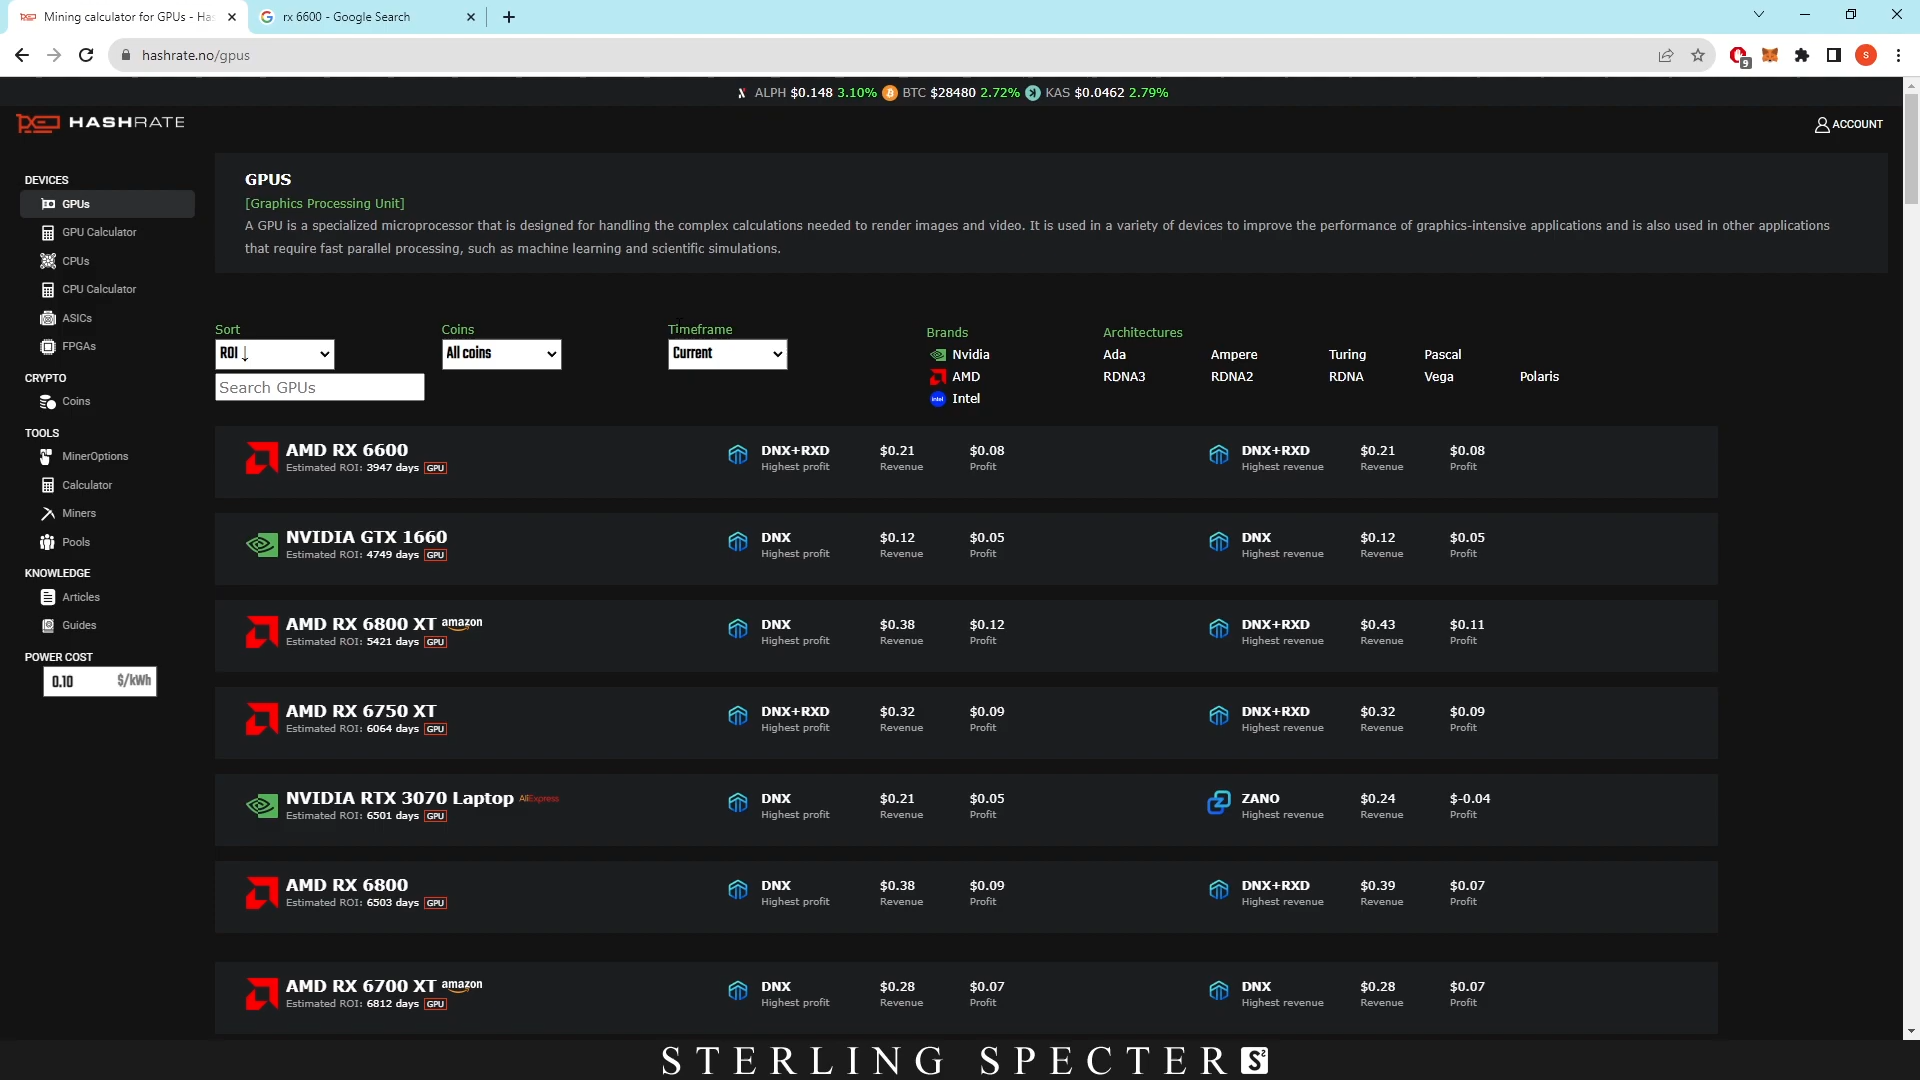 Mining calculator for GPUs - Has
rx 6600 - Google Search
hashrate.no/gpus
9
S
ALPH $0.148 3.10% BTC $28480 2.72% KAS $0.0462 2.79%
HASHRATE
ACCOUNT
DEVICES
GPUs
GPU Calculator
CPUs
CPU Calculator
ASICs
FPGAs
CRYPTO
Coins
TOOLS
MinerOptions
Calculator
Miners
Pools
KNOWLEDGE
Articles
Guides
POWER COST
0.10 $/kWh
GPUS
[Graphics Processing Unit]
A GPU is a specialized microprocessor that is designed for handling the complex calculations needed to render images and video. It is used in a variety of devices to improve the performance of graphics-intensive applications and is also used in other applications
that require fast parallel processing, such as machine learning and scientific simulations.
Sort
ROI ↓
Search GPUs
Coins
All coins
Timeframe
Current
Brands
Nvidia
AMD
intel Intel
Architectures
Ada Ampere Turing Pascal
RDNA3 RDNA2 RDNA Vega Polaris
AMD RX 6600
Estimated ROI: 3947 days GPU
DNX+RXD $0.21 $0.08
Highest profit Revenue Profit
DNX+RXD $0.21 $0.08
Highest revenue Revenue Profit
NVIDIA GTX 1660
Estimated ROI: 4749 days GPU
DNX $0.12 $0.05
Highest profit Revenue Profit
DNX $0.12 $0.05
Highest revenue Revenue Profit
AMD RX 6800 XT amazon
Estimated ROI: 5421 days GPU
DNX $0.38 $0.12
Highest profit Revenue Profit
DNX+RXD $0.43 $0.11
Highest revenue Revenue Profit
AMD RX 6750 XT
Estimated ROI: 6064 days GPU
DNX+RXD $0.32 $0.09
Highest profit Revenue Profit
DNX+RXD $0.32 $0.09
Highest revenue Revenue Profit
NVIDIA RTX 3070 Laptop AliExpress
Estimated ROI: 6501 days GPU
DNX $0.21 $0.05
Highest profit Revenue Profit
ZANO $0.24 $-0.04
Highest revenue Revenue Profit
AMD RX 6800
Estimated ROI: 6503 days GPU
DNX $0.38 $0.09
Highest profit Revenue Profit
DNX+RXD $0.39 $0.07
Highest revenue Revenue Profit
AMD RX 6700 XT amazon
Estimated ROI: 6812 days GPU
DNX $0.28 $0.07
Highest profit Revenue Profit
DNX $0.28 $0.07
Highest revenue Revenue Profit
STERLING SPECTER S²